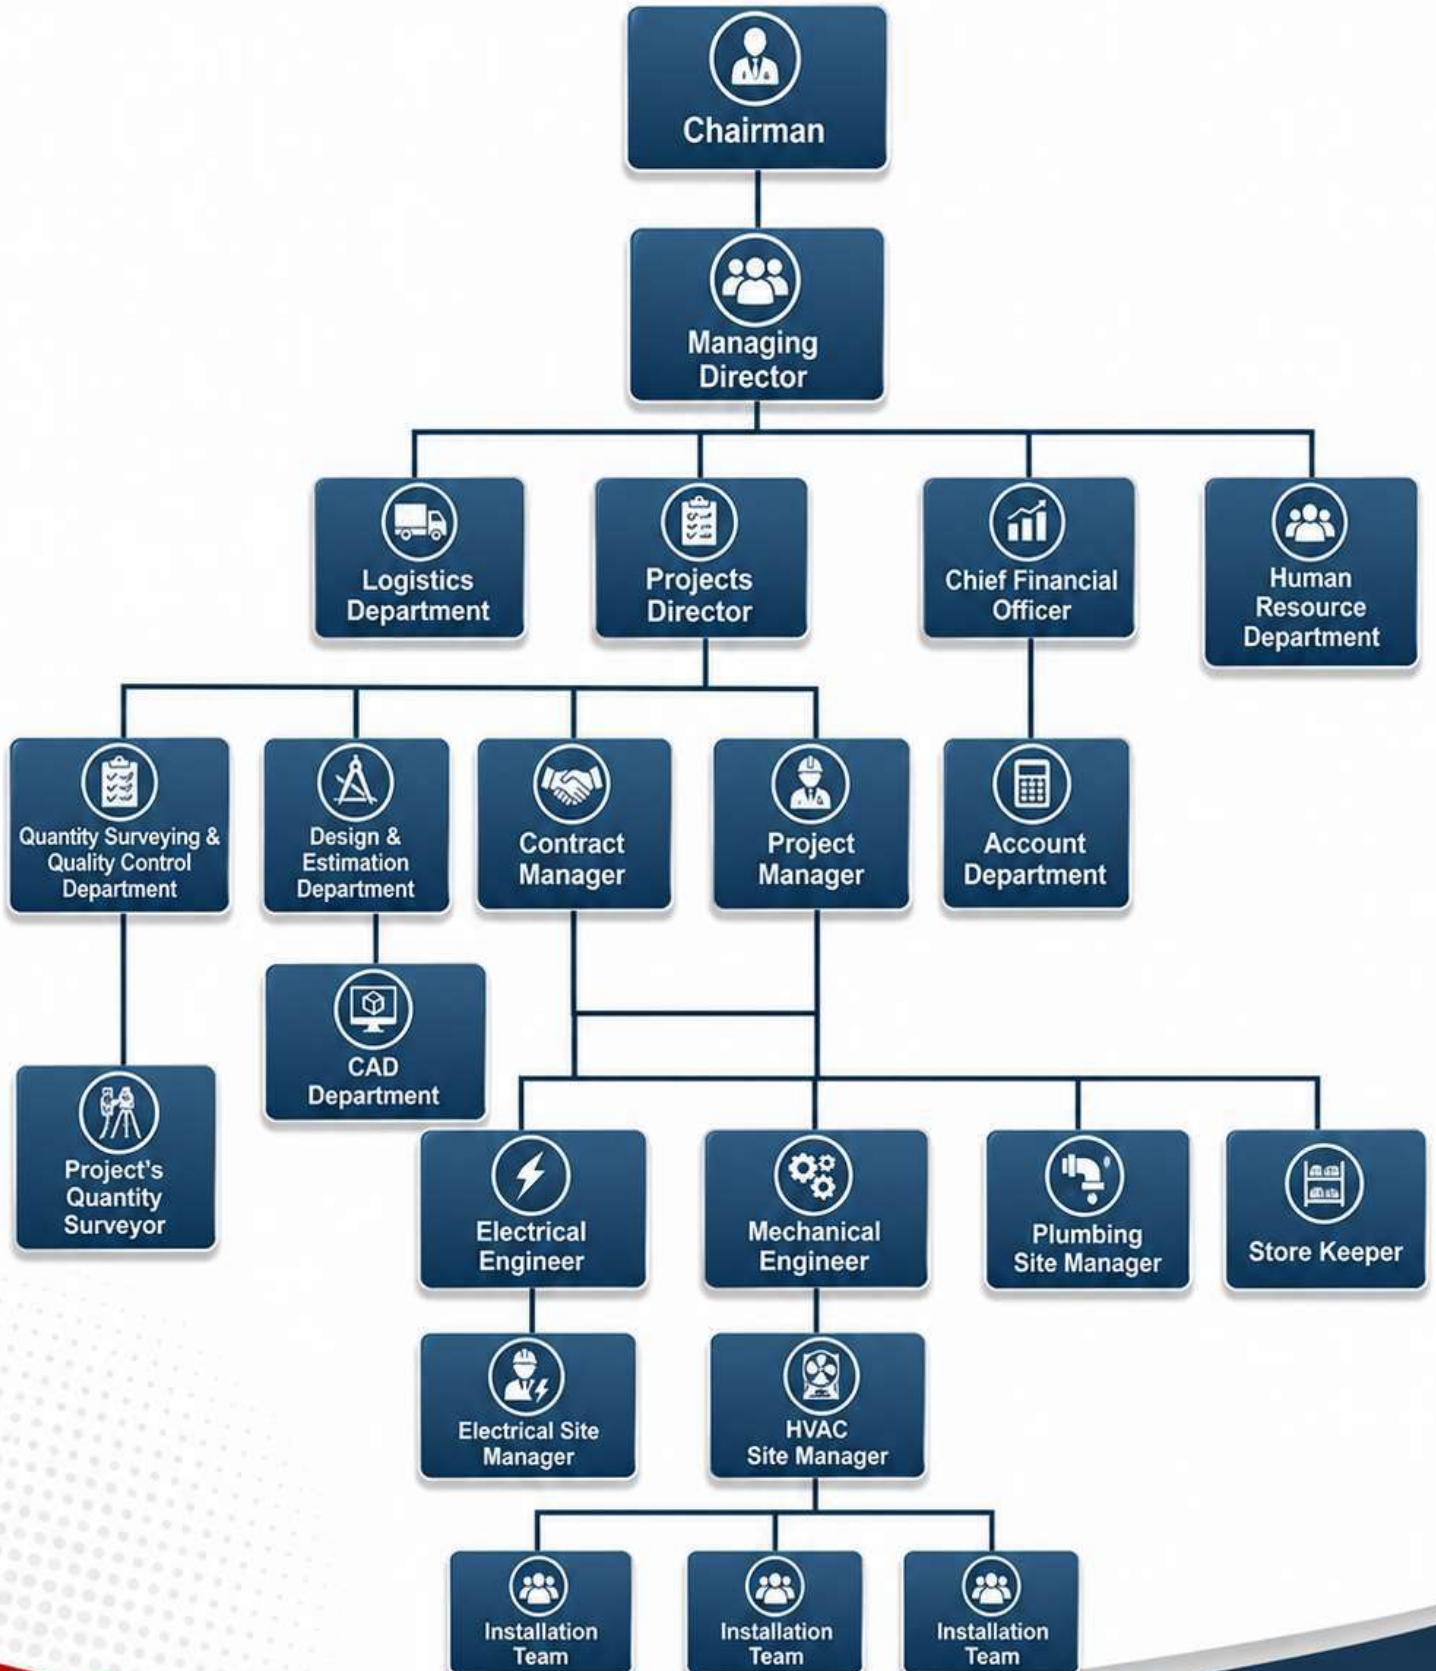 Chairman
Managing
Director
Logistics
Department
Projects
Director
Chief Financial
Officer
Human
Resource
Department
Quantity Surveying &
Quality Control
Department
Design &
Estimation
Department
Contract
Manager
Project
Manager
Account
Department
CAD
Department
Project's
Quantity
Surveyor
Electrical
Engineer
Mechanical
Engineer
Plumbing
Site Manager
Store Keeper
Electrical Site
Manager
HVAC
Site Manager
Installation
Team
Installation
Team
Installation
Team